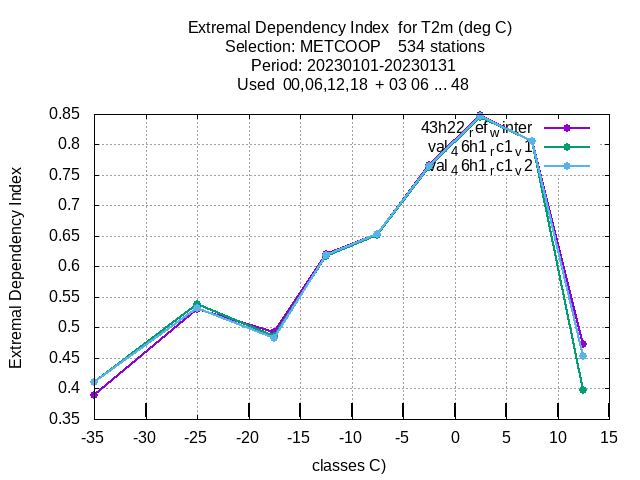 Extremal Dependency Index  for T2m (deg C)
Selection: METCOOP    534 stations
Period: 20230101-20230131
Used  00,06,12,18  + 03 06 ... 48
43h22refwinter
val46h1rc1v1
val46h1rc1v2
Extremal Dependency Index
0.85
0.8
0.75
0.7
0.65
0.6
0.55
0.5
0.45
0.4
0.35
-35 -30 -25 -20 -15 -10 -5 0 5 10 15
classes C)